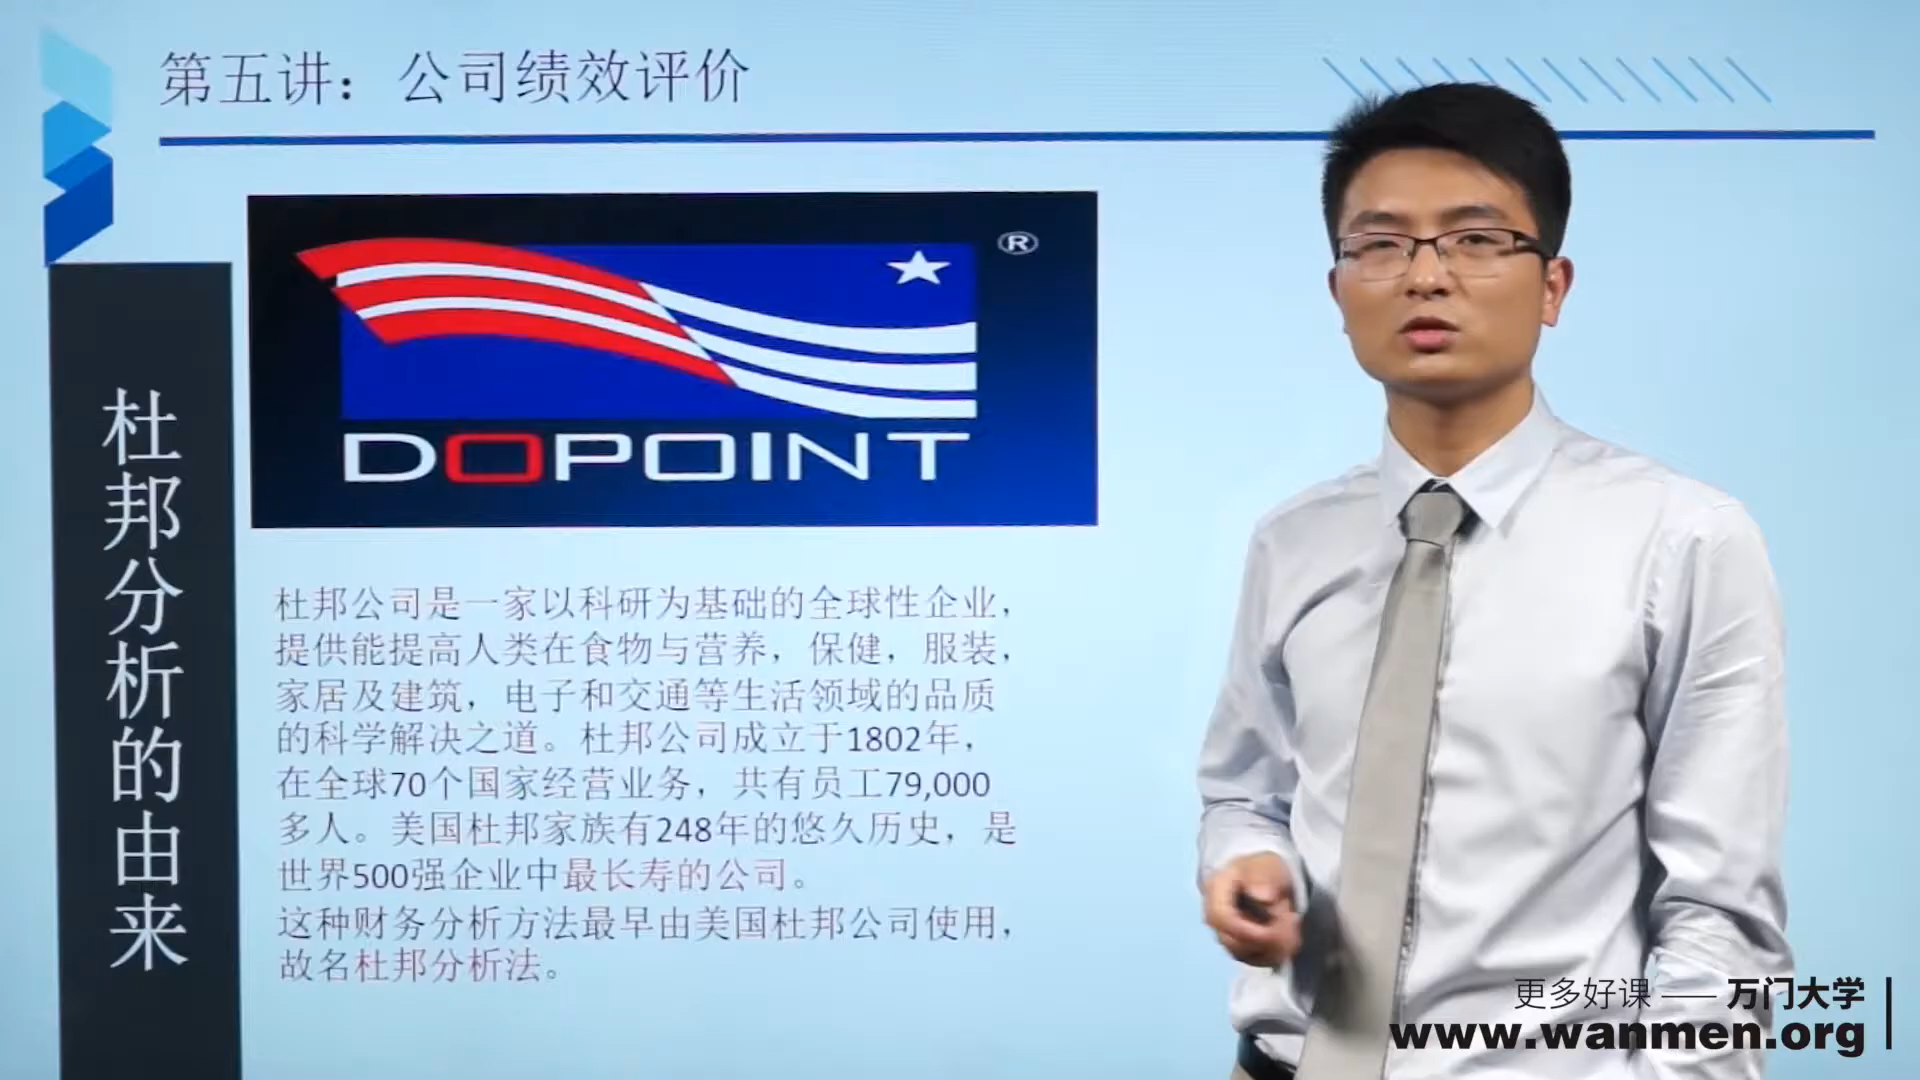 第五讲：公司绩效评价
®
DOPOINT
杜邦分析的由来
杜邦公司是一家以科研为基础的全球性企业，
提供能提高人类在食物与营养，保健，服装，
家居及建筑，电子和交通等生活领域的品质
的科学解决之道。杜邦公司成立于1802年，
在全球70个国家经营业务，共有员工79,000
多人。美国杜邦家族有248年的悠久历史，是
世界500强企业中最长寿的公司。
这种财务分析方法最早由美国杜邦公司使用，
故名杜邦分析法。
更多好课 —— 万门大学
www.wanmen.org